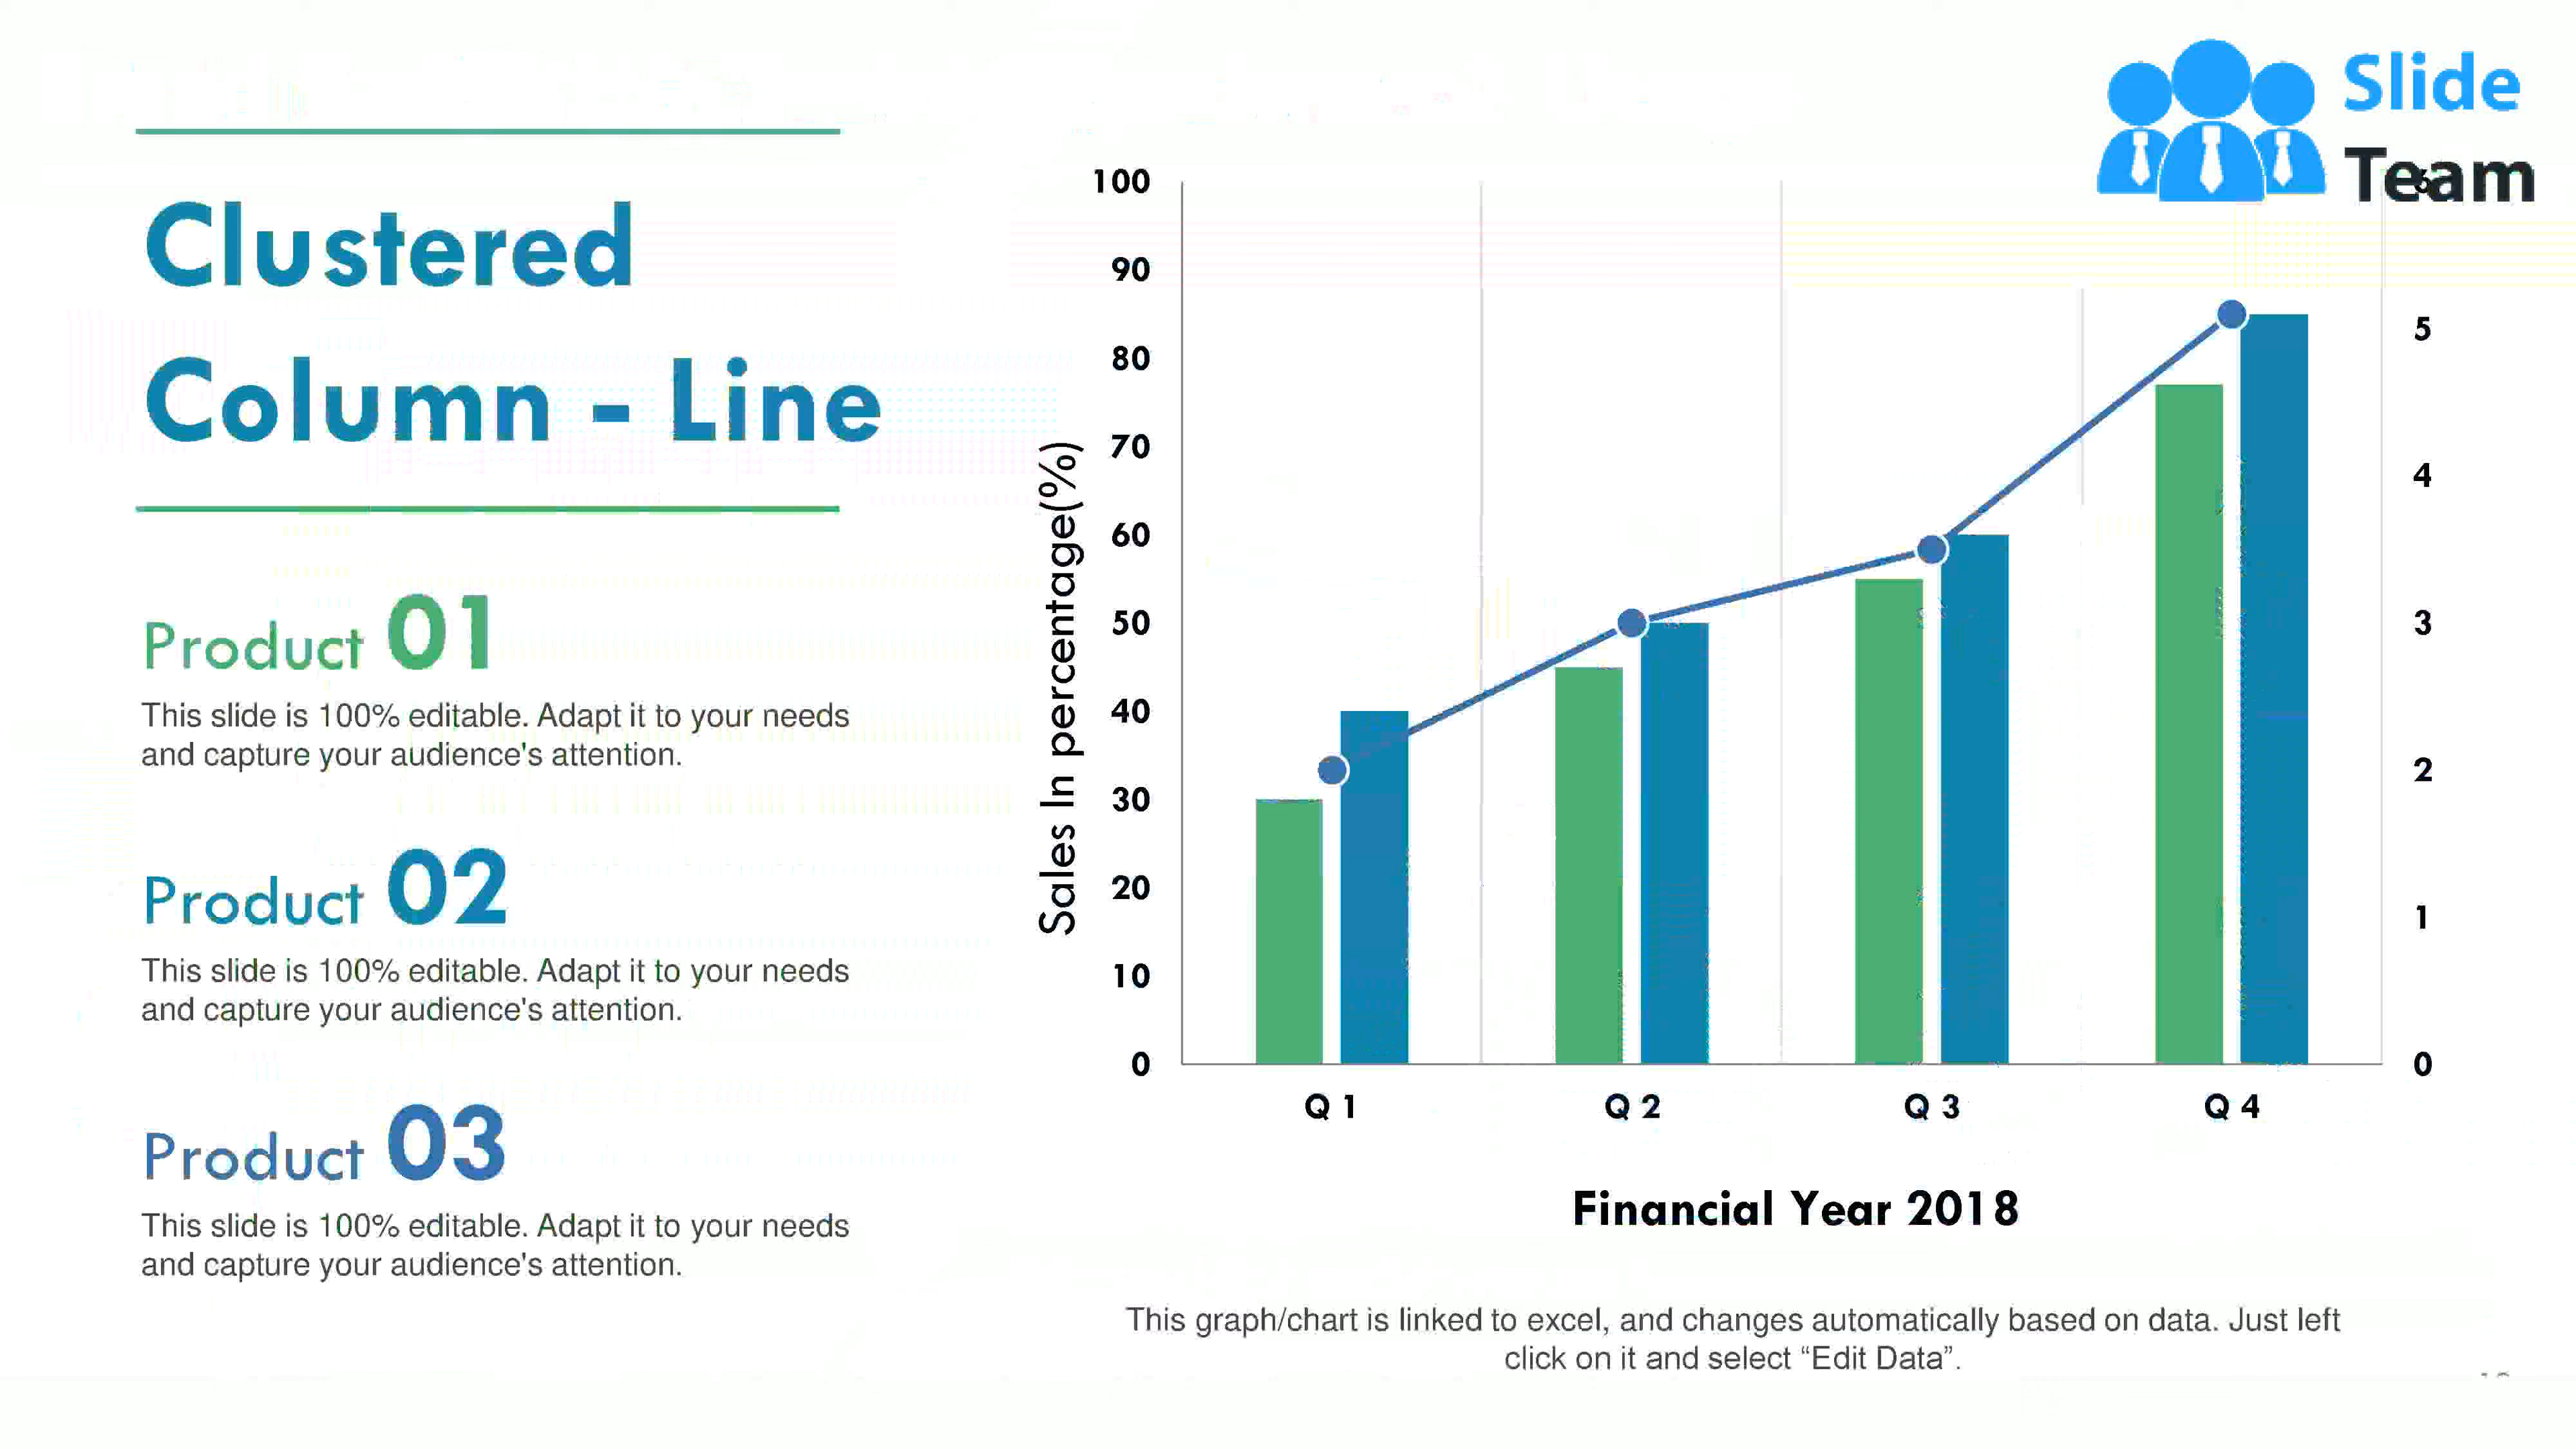 Slide
Team
Clustered
Column - Line
Product 01
This slide is 100% editable. Adapt it to your needs
and capture your audience's attention.
Product 02
This slide is 100% editable. Adapt it to your needs
and capture your audience's attention.
Product 03
This slide is 100% editable. Adapt it to your needs
and capture your audience's attention.
Sales In percentage(%)
100
90
80
70
60
50
40
30
20
10
0
6
5
4
3
2
1
0
Q 1
Q 2
Q 3
Q 4
Financial Year 2018
This graph/chart is linked to excel, and changes automatically based on data. Just left
click on it and select “Edit Data”.